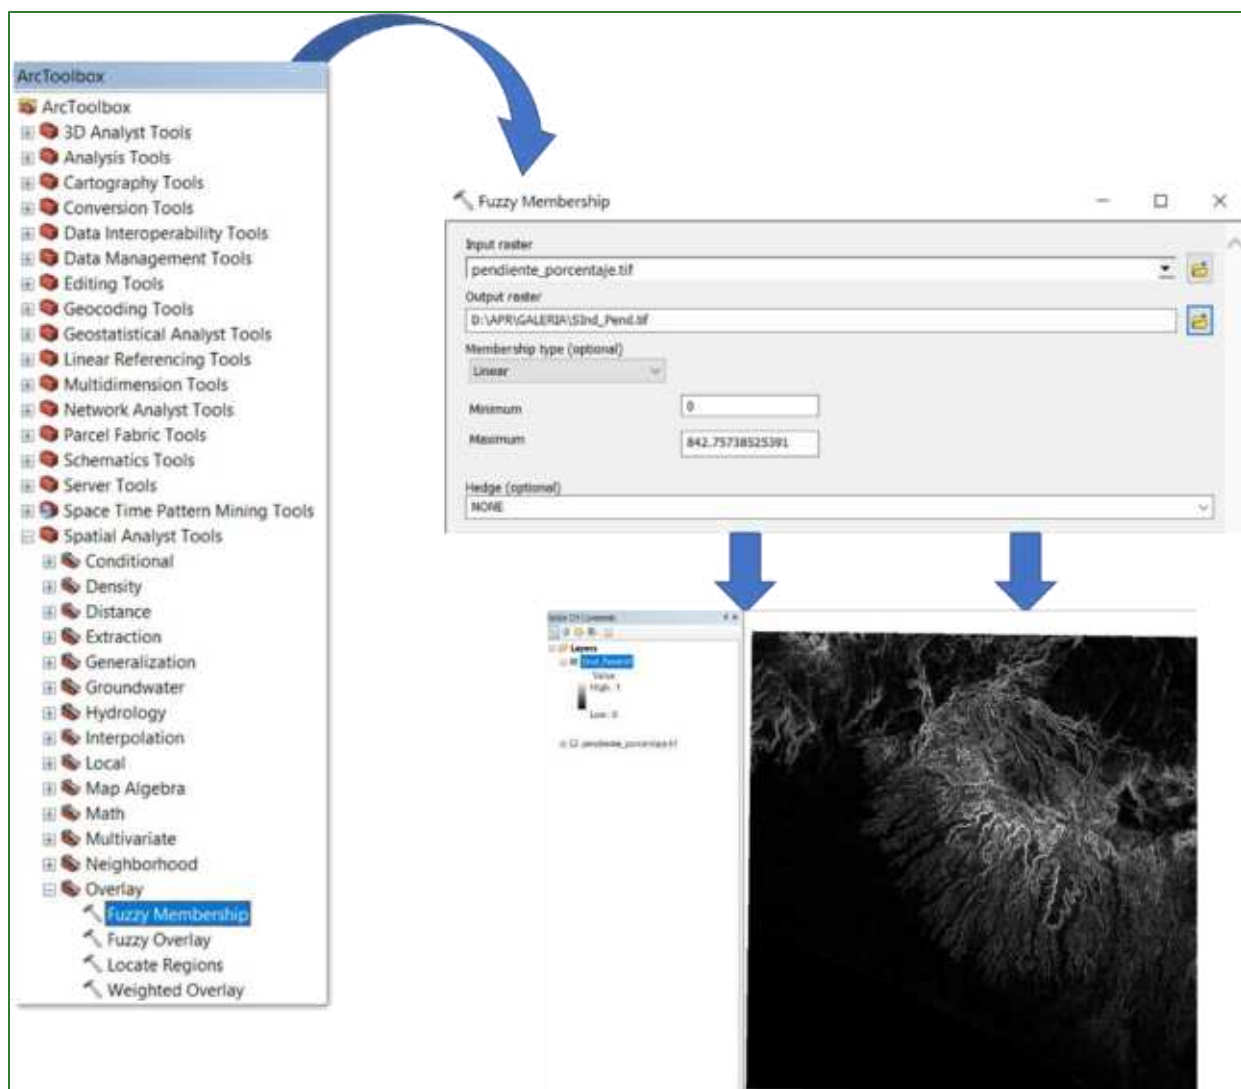 ArcToolbox
ArcToolbox
3D Analyst Tools
Analysis Tools
Cartography Tools
Conversion Tools
Data Interoperability Tools
Data Management Tools
Editing Tools
Geocoding Tools
Geostatistical Analyst Tools
Linear Referencing Tools
Multidimension Tools
Network Analyst Tools
Parcel Fabric Tools
Schematics Tools
Server Tools
Space Time Pattern Mining Tools
Spatial Analyst Tools
Conditional
Density
Distance
Extraction
Generalization
Groundwater
Hydrology
Interpolation
Local
Map Algebra
Math
Multivariate
Neighborhood
Overlay
Fuzzy Membership
Fuzzy Overlay
Locate Regions
Weighted Overlay
Fuzzy Membership
Input raster
pendiente_porcentaje.tif
Output raster
D:\APR\GALERIA\SInd_Pend.tif
Membership type (optional)
Linear
Minimum
0
Maximum
842.75738525391
Hedge (optional)
NONE
Table Of Contents
Layers
SInd_Pend.tif
Value
High : 1
Low : 0
pendiente_porcentaje.tif